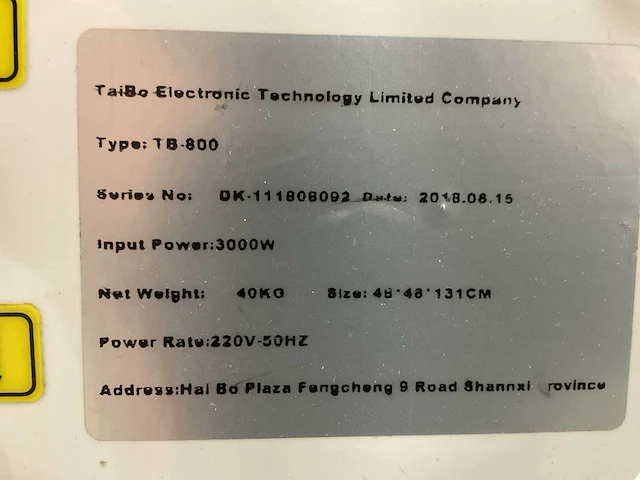 TaiBo Electronic Technology Limited Company
Type: TB-800
Series No: DK-111808092 Date: 2018.08.15
Input Power:3000W
Net Weight: 40KG Size: 48*48*131CM
Power Rate:220V-50HZ
Address:Hai Bo Plaza Fengcheng 9 Road Shannxi rovince